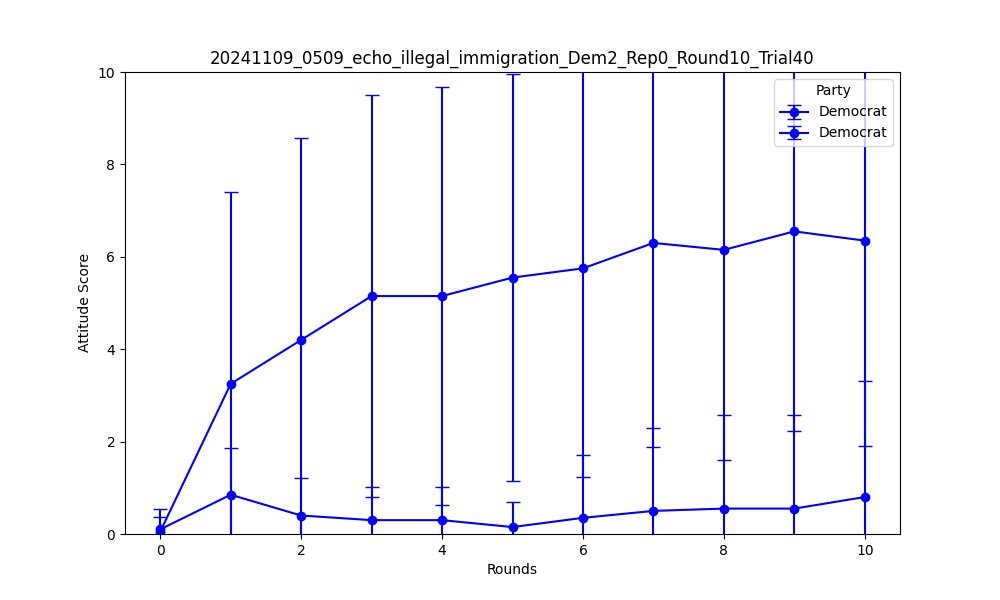 20241109_0509_echo_illegal_immigration_Dem2_Rep0_Round10_Trial40
Party
Democrat
Democrat
Attitude Score
10
8
6
4
2
0
0 2 4 6 8 10
Rounds